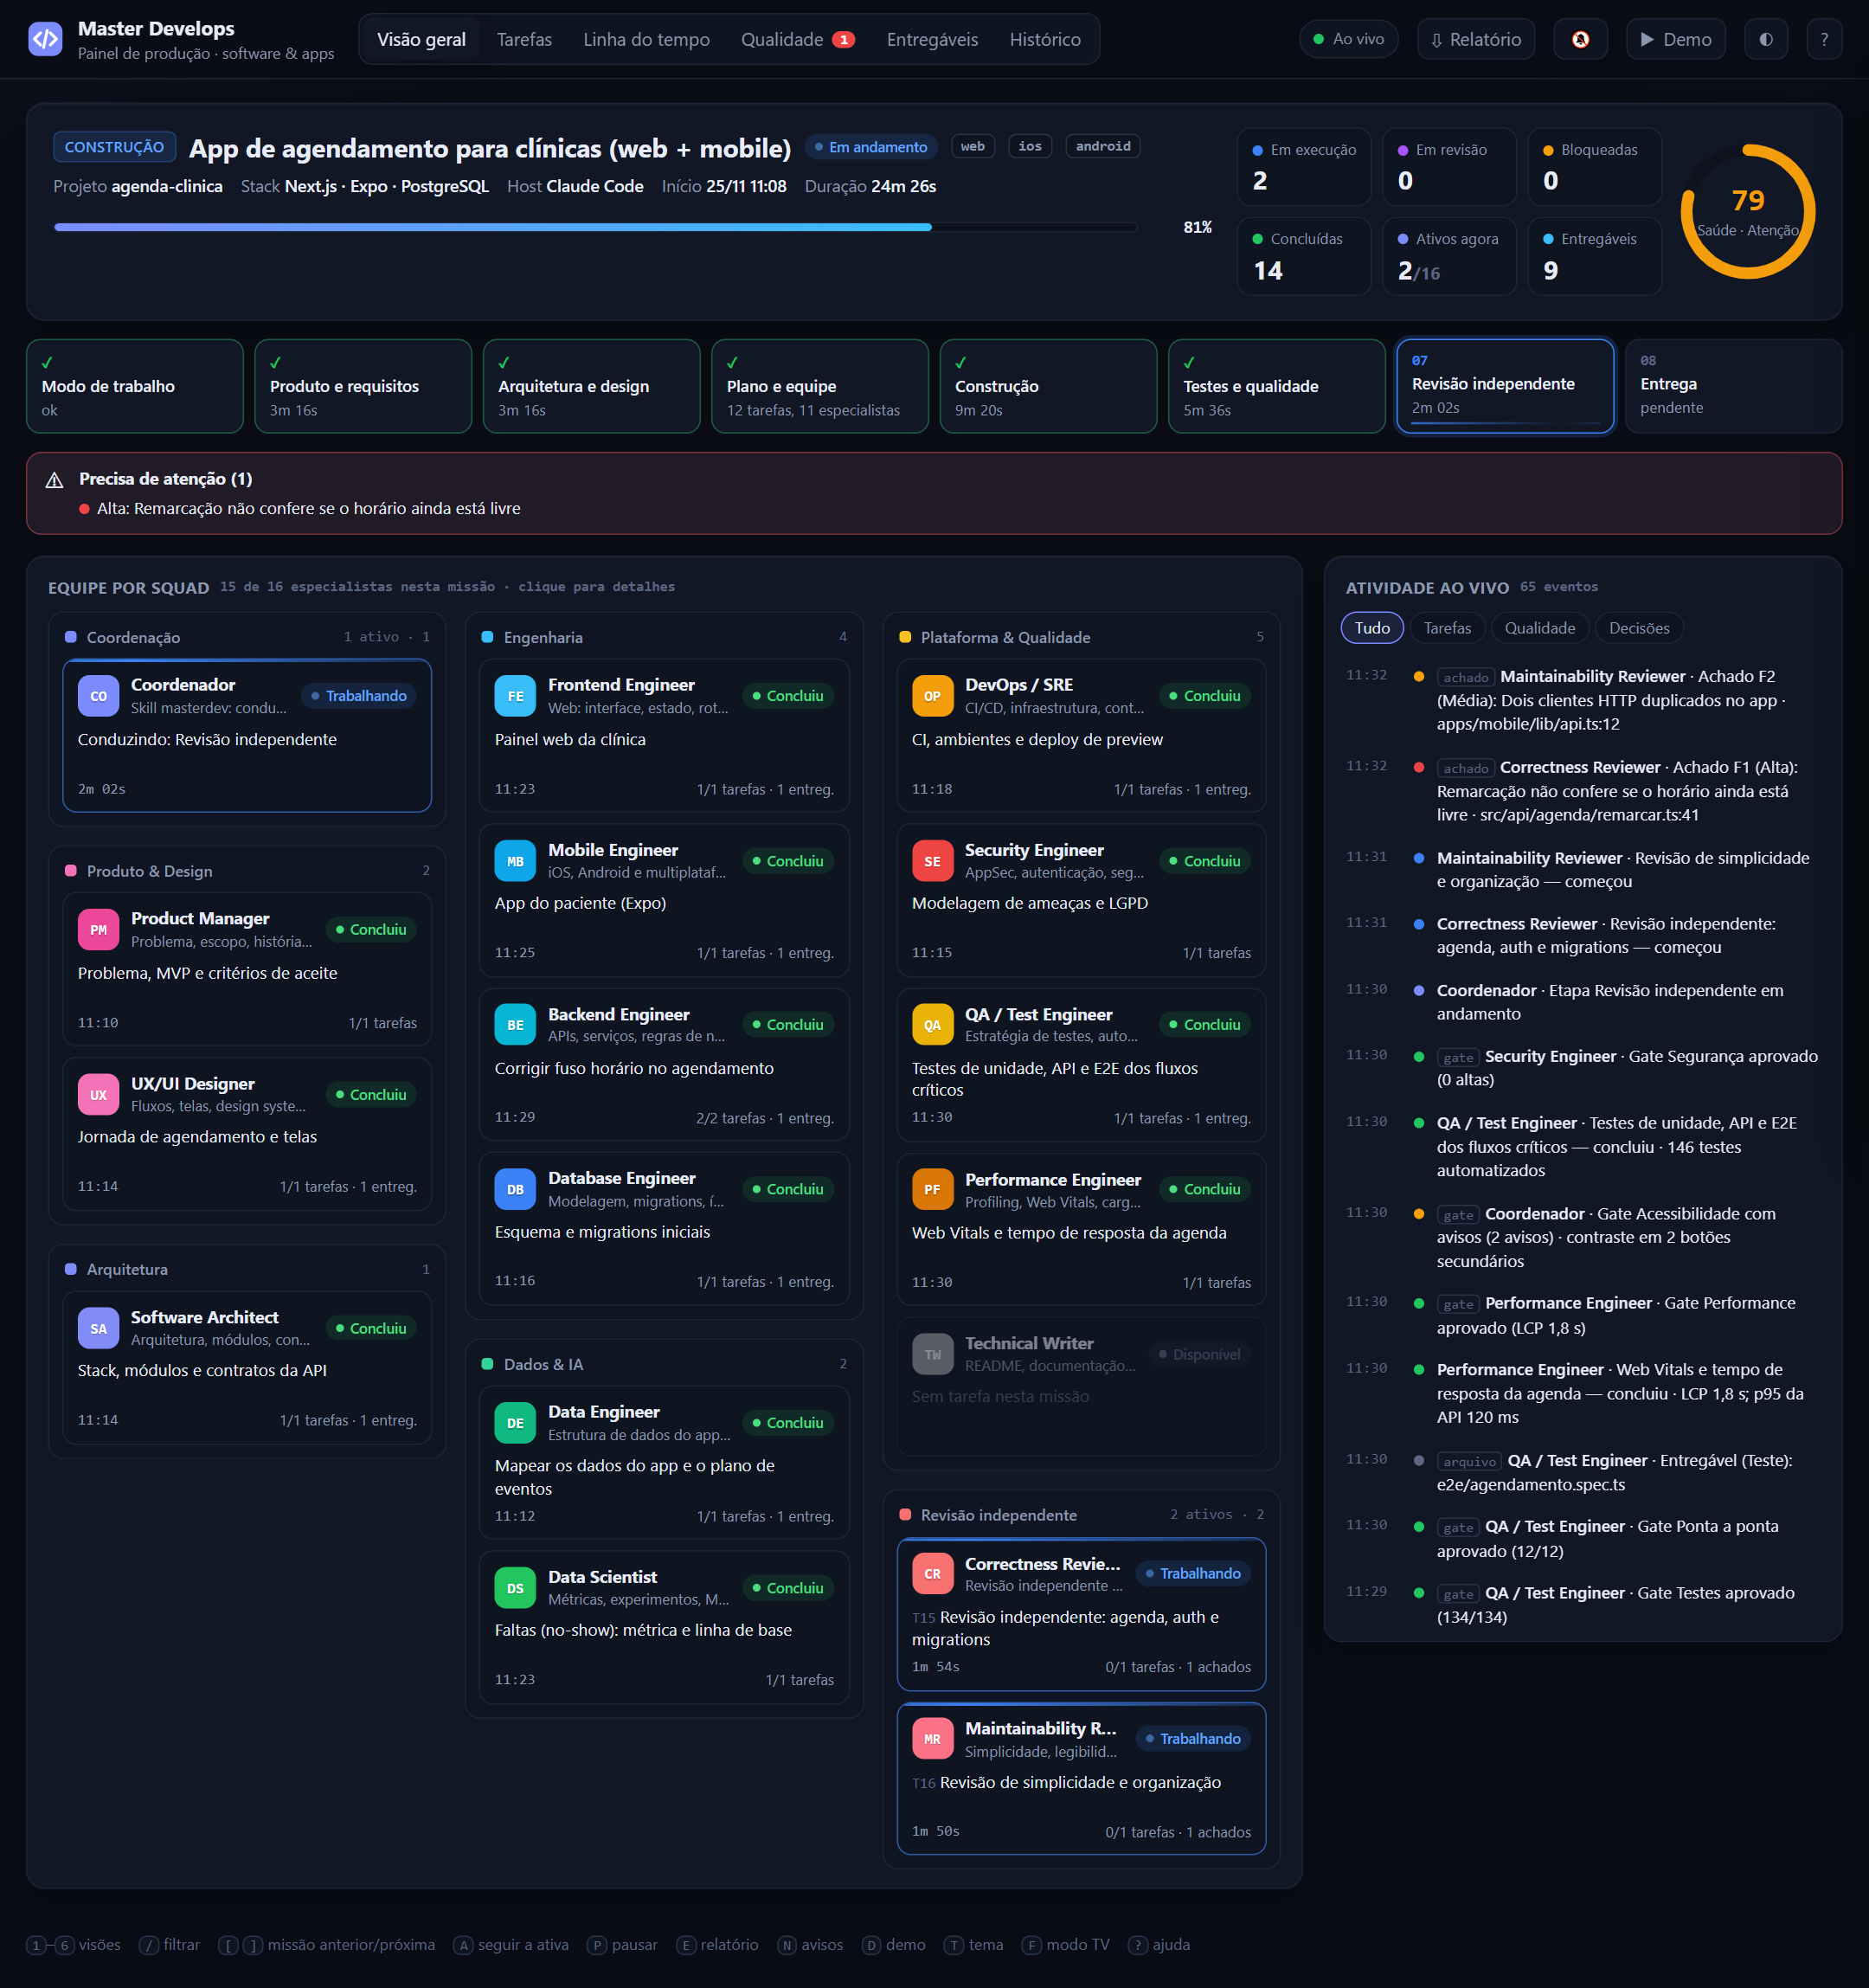 Master Develops
Painel de produção · software & apps
Visão geral
Tarefas
Linha do tempo
Qualidade 1
Entregáveis
Histórico
Ao vivo
⇩ Relatório
▶ Demo
?
CONSTRUÇÃO
App de agendamento para clínicas (web + mobile)
Em andamento
web
ios
android
Projeto agenda-clinica Stack Next.js · Expo · PostgreSQL Host Claude Code Início 25/11 11:08 Duração 24m 26s
81%
Em execução
2
Em revisão
0
Bloqueadas
0
Concluídas
14
Ativos agora
2/16
Entregáveis
9
79
Saúde · Atenção
✓
Modo de trabalho
ok
✓
Produto e requisitos
3m 16s
✓
Arquitetura e design
3m 16s
✓
Plano e equipe
12 tarefas, 11 especialistas
✓
Construção
9m 20s
✓
Testes e qualidade
5m 36s
07
Revisão independente
2m 02s
08
Entrega
pendente
⚠ Precisa de atenção (1)
Alta: Remarcação não confere se o horário ainda está livre
EQUIPE POR SQUAD 15 de 16 especialistas nesta missão · clique para detalhes
Coordenação 1 ativo · 1
CO Coordenador Trabalhando
Skill masterdev: condu...
Conduzindo: Revisão independente
2m 02s
Produto & Design 2
PM Product Manager Concluiu
Problema, escopo, história...
Problema, MVP e critérios de aceite
11:10 1/1 tarefas
UX UX/UI Designer Concluiu
Fluxos, telas, design syste...
Jornada de agendamento e telas
11:14 1/1 tarefas · 1 entreg.
Arquitetura 1
SA Software Architect Concluiu
Arquitetura, módulos, con...
Stack, módulos e contratos da API
11:14 1/1 tarefas · 1 entreg.
Engenharia 4
FE Frontend Engineer Concluiu
Web: interface, estado, rot...
Painel web da clínica
11:23 1/1 tarefas · 1 entreg.
MB Mobile Engineer Concluiu
iOS, Android e multiplataf...
App do paciente (Expo)
11:25 1/1 tarefas · 1 entreg.
BE Backend Engineer Concluiu
APIs, serviços, regras de n...
Corrigir fuso horário no agendamento
11:29 2/2 tarefas · 1 entreg.
DB Database Engineer Concluiu
Modelagem, migrations, í...
Esquema e migrations iniciais
11:16 1/1 tarefas · 1 entreg.
Dados & IA 2
DE Data Engineer Concluiu
Estrutura de dados do app...
Mapear os dados do app e o plano de
eventos
11:12 1/1 tarefas · 1 entreg.
DS Data Scientist Concluiu
Métricas, experimentos, M...
Faltas (no-show): métrica e linha de base
11:23 1/1 tarefas
Plataforma & Qualidade 5
OP DevOps / SRE Concluiu
CI/CD, infraestrutura, cont...
CI, ambientes e deploy de preview
11:18 1/1 tarefas · 1 entreg.
SE Security Engineer Concluiu
AppSec, autenticação, seg...
Modelagem de ameaças e LGPD
11:15 1/1 tarefas
QA QA / Test Engineer Concluiu
Estratégia de testes, auto...
Testes de unidade, API e E2E dos fluxos
críticos
11:30 1/1 tarefas · 1 entreg.
PF Performance Engineer Concluiu
Profiling, Web Vitals, carg...
Web Vitals e tempo de resposta da agenda
11:30 1/1 tarefas
TW Technical Writer Disponível
README, documentação...
Sem tarefa nesta missão
Revisão independente 2 ativos · 2
CR Correctness Revie... Trabalhando
Revisão independente ...
T15 Revisão independente: agenda, auth e
migrations
1m 54s 0/1 tarefas · 1 achados
MR Maintainability R... Trabalhando
Simplicidade, legibilid...
T16 Revisão de simplicidade e organização
1m 50s 0/1 tarefas · 1 achados
ATIVIDADE AO VIVO 65 eventos
Tudo
Tarefas
Qualidade
Decisões
11:32 achado Maintainability Reviewer · Achado F2
(Média): Dois clientes HTTP duplicados no app ·
apps/mobile/lib/api.ts:12
11:32 achado Correctness Reviewer · Achado F1 (Alta):
Remarcação não confere se o horário ainda está
livre · src/api/agenda/remarcar.ts:41
11:31 Maintainability Reviewer · Revisão de simplicidade
e organização — começou
11:31 Correctness Reviewer · Revisão independente:
agenda, auth e migrations — começou
11:30 Coordenador · Etapa Revisão independente em
andamento
11:30 gate Security Engineer · Gate Segurança aprovado
(0 altas)
11:30 QA / Test Engineer · Testes de unidade, API e E2E
dos fluxos críticos — concluiu · 146 testes
automatizados
11:30 gate Coordenador · Gate Acessibilidade com
avisos (2 avisos) · contraste em 2 botões
secundários
11:30 gate Performance Engineer · Gate Performance
aprovado (LCP 1,8 s)
11:30 Performance Engineer · Web Vitals e tempo de
resposta da agenda — concluiu · LCP 1,8 s; p95 da
API 120 ms
11:30 arquivo QA / Test Engineer · Entregável (Teste):
e2e/agendamento.spec.ts
11:30 gate QA / Test Engineer · Gate Ponta a ponta
aprovado (12/12)
11:29 gate QA / Test Engineer · Gate Testes aprovado
(134/134)
1–6 visões / filtrar [ ] missão anterior/próxima A seguir a ativa P pausar E relatório N avisos D demo T tema F modo TV ? ajuda